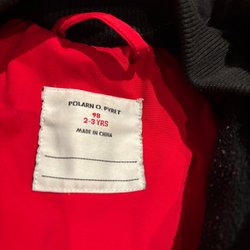 POLARN O. PYRET
98
2-3 YRS
MADE IN CHINA